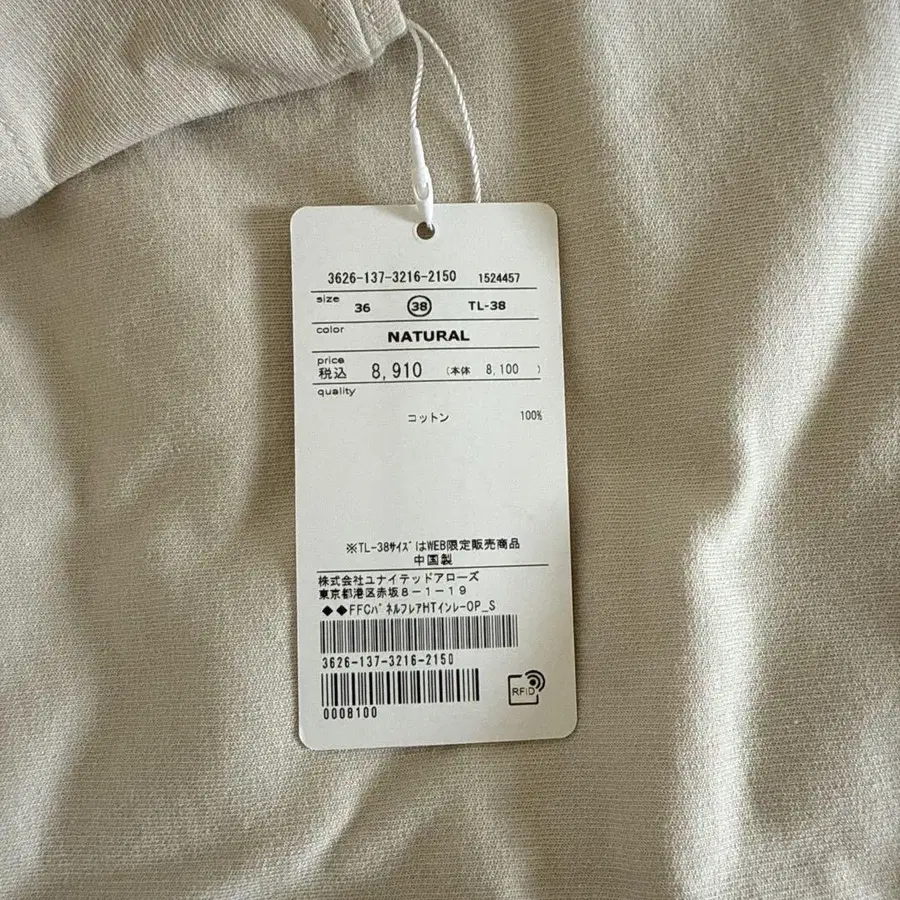 3626-137-3216-2150 1524457
size 36 38 TL-38
color NATURAL
price
税込 8,910 (本体 8,100 )
quality
コットン 100%
※TL-38サイズはWEB限定販売商品
中国製
株式会社ユナイテッドアローズ
東京都港区赤坂8-1-19
◆◆FFCパネルフレアHTインレーOP_S
3626-137-3216-2150
0008100
RFID